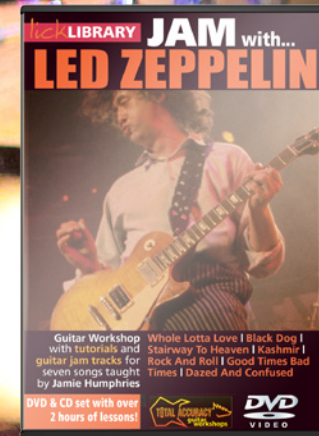 lickLIBRARY JAM with...
LED ZEPPELIN
Guitar Workshop
with tutorials and
guitar jam tracks for
seven songs taught
by Jamie Humphries
Whole Lotta Love | Black Dog |
Stairway To Heaven | Kashmir |
Rock And Roll | Good Times Bad
Times | Dazed And Confused
DVD & CD set with over
2 hours of lessons!
TOTAL ACCURACY
guitar
workshops
DVD
VIDEO